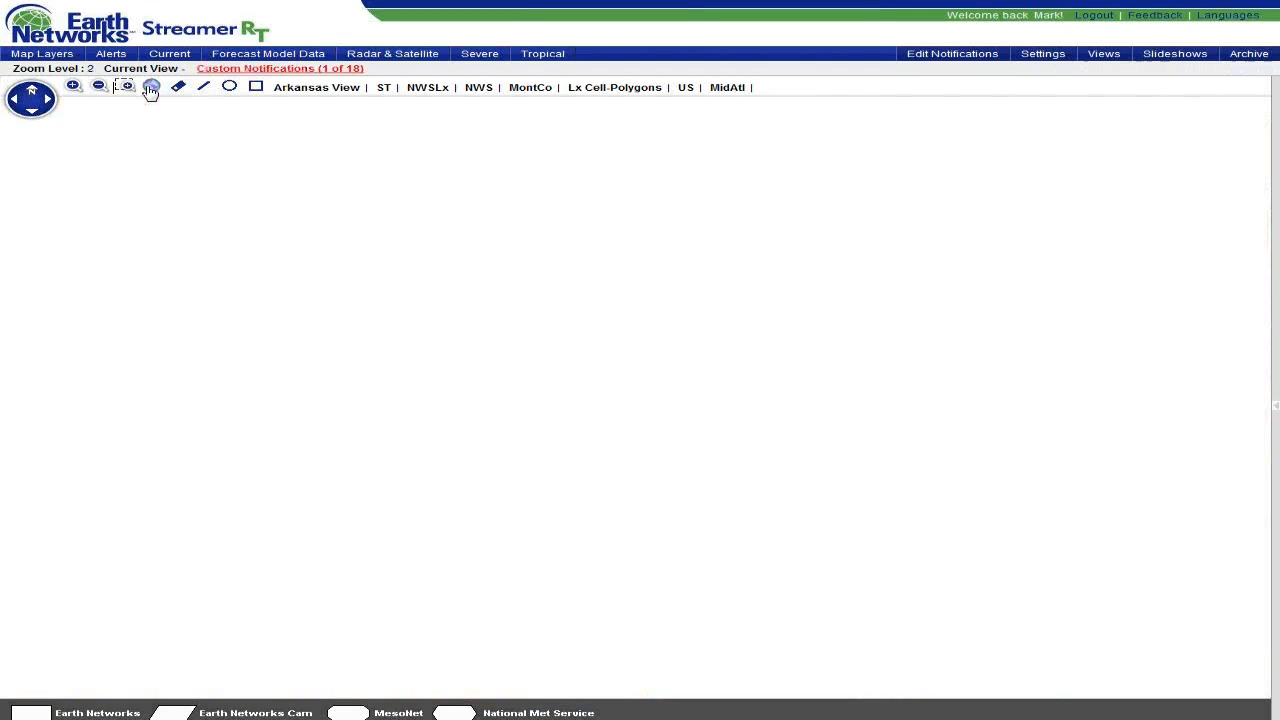 Earth Networks Streamer RT
Welcome back Mark! Logout | Feedback | Languages
Map Layers Alerts Current Forecast Model Data Radar & Satellite Severe Tropical Edit Notifications Settings Views Slideshows Archive
Zoom Level : 2 Current View - Custom Notifications (1 of 18)
Arkansas View | ST | NWSLx | NWS | MontCo | Lx Cell-Polygons | US | MidAtl |
Earth Networks Earth Networks Cam MesoNet National Met Service